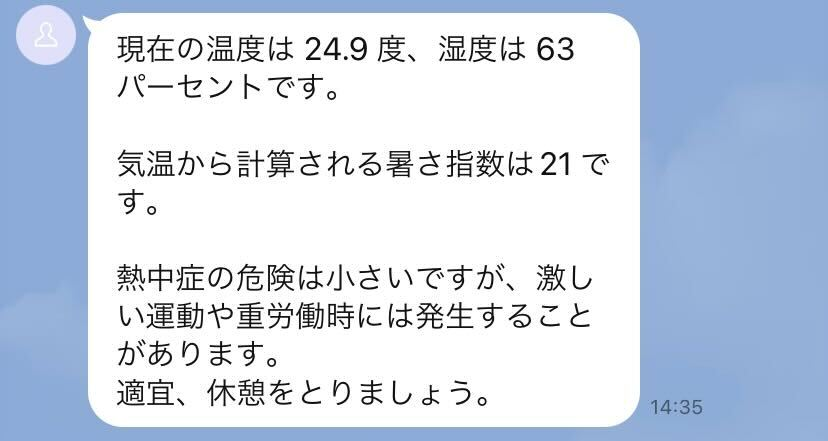 現在の温度は 24.9 度、湿度は 63
パーセントです。
気温から計算される暑さ指数は 21 で
す。
熱中症の危険は小さいですが、激し
い運動や重労働時には発生すること
があります。
適宜、休憩をとりましょう。
14:35